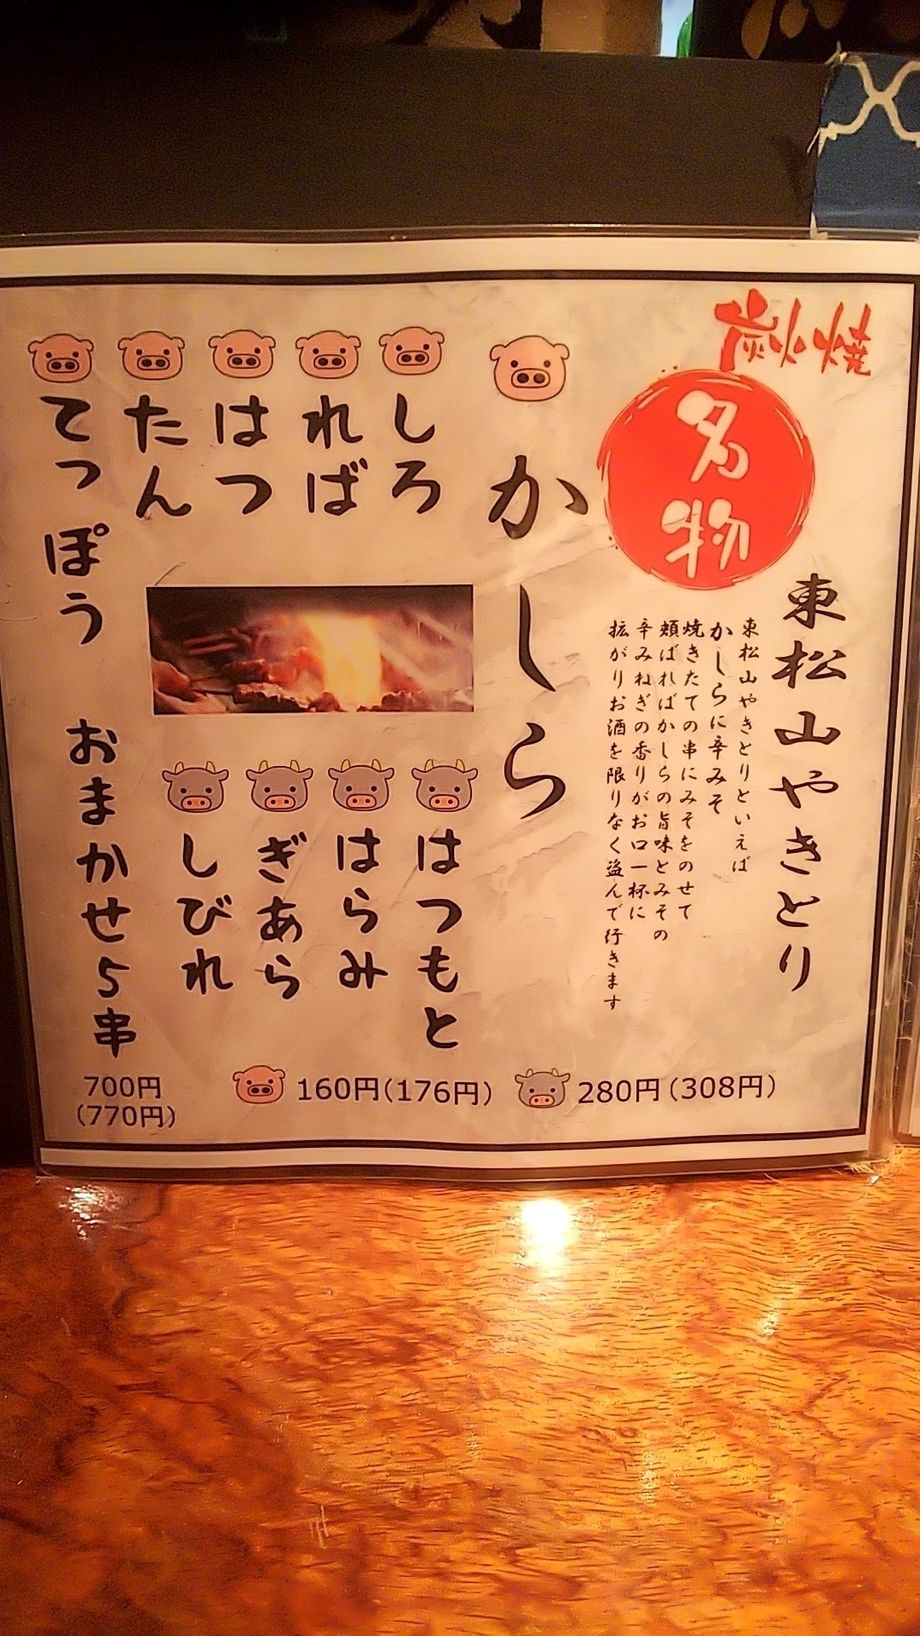 炭火焼
名物
東松山やきとり
東松山やきとりといえば
かしらに辛みそ
焼きたての串にみそをのせて
頬ばればかしらの旨味とみその
辛みねぎの香りがお口一杯に
拡がりお酒を限りなく盗んで行きます
かしら
しろ
れば
はつ
たん
てっぽう
はつもと
はらみ
ぎあら
しびれ
おまかせ5串
700円
(770円)
160円(176円)
280円(308円)